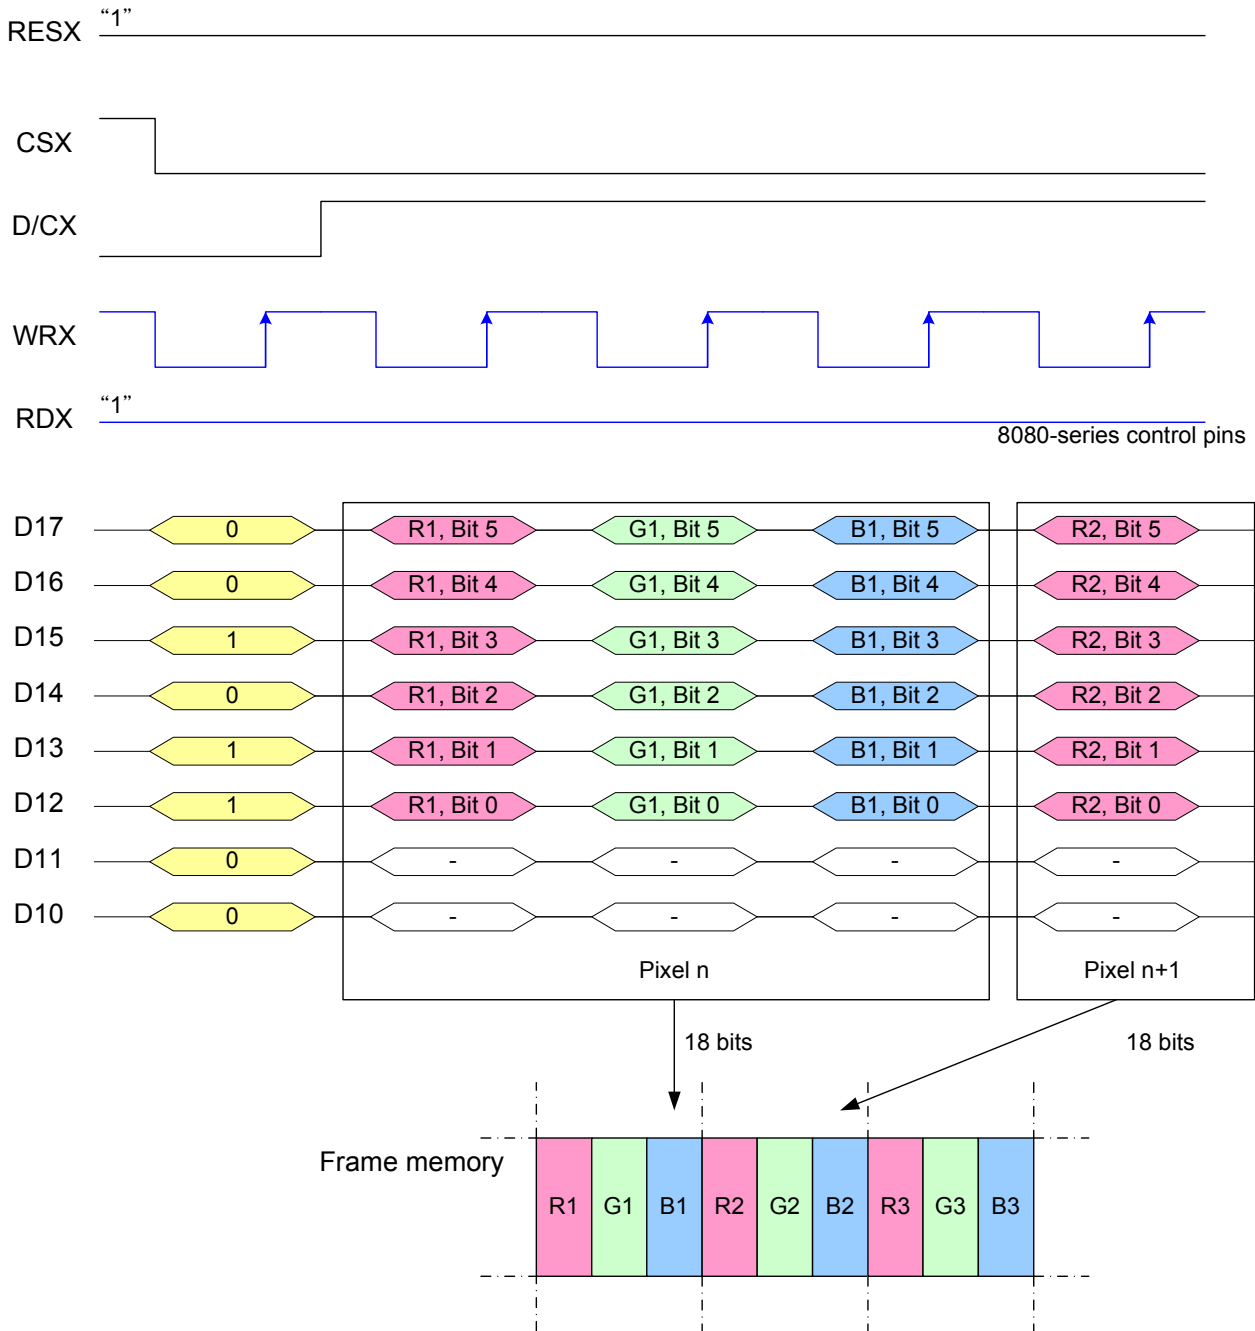 RESX “1”
CSX
D/CX
WRX
RDX “1”
8080-series control pins
D17 0 R1, Bit 5 G1, Bit 5 B1, Bit 5 R2, Bit 5
D16 0 R1, Bit 4 G1, Bit 4 B1, Bit 4 R2, Bit 4
D15 1 R1, Bit 3 G1, Bit 3 B1, Bit 3 R2, Bit 3
D14 0 R1, Bit 2 G1, Bit 2 B1, Bit 2 R2, Bit 2
D13 1 R1, Bit 1 G1, Bit 1 B1, Bit 1 R2, Bit 1
D12 1 R1, Bit 0 G1, Bit 0 B1, Bit 0 R2, Bit 0
D11 0 - - - -
D10 0 - - - -
Pixel n Pixel n+1
18 bits 18 bits
Frame memory
R1 G1 B1 R2 G2 B2 R3 G3 B3